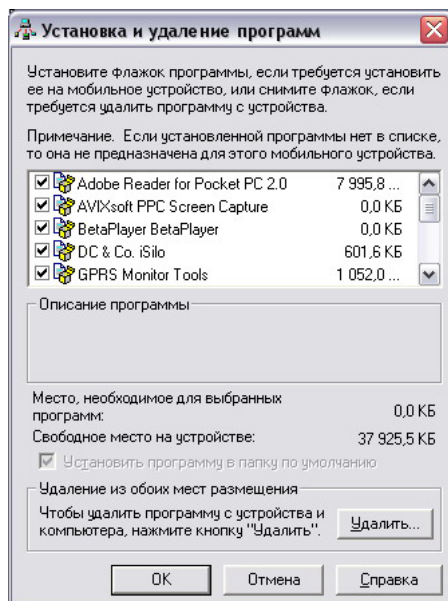 Установка и удаление программ
Установите флажок программы, если требуется установить
ее на мобильное устройство, или снимите флажок, если
требуется удалить программу с устройства.
Примечание. Если установленной программы нет в списке,
то она не предназначена для этого мобильного устройства.
Adobe Reader for Pocket PC 2.0 7 995,8 ...
AVIXsoft PPC Screen Capture 0,0 КБ
BetaPlayer BetaPlayer 0,0 КБ
DC & Co. iSilo 601,6 КБ
GPRS Monitor Tools 1 052,0 ...
Описание программы
Место, необходимое для выбранных
программ: 0,0 КБ
Свободное место на устройстве: 37 925,5 КБ
Установить программу в папку по умолчанию
Удаление из обоих мест размещения
Чтобы удалить программу с устройства и
компьютера, нажмите кнопку "Удалить".
Удалить...
OK Отмена Справка